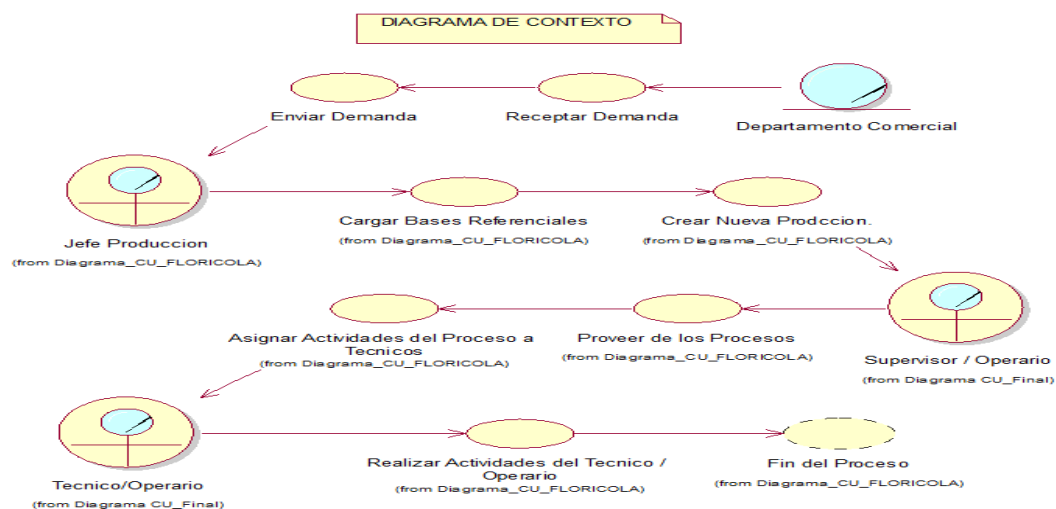 DIAGRAMA DE CONTEXTO
Enviar Demanda
Receptar Demanda
Departamento Comercial
Jefe Produccion
(from Diagrama_CU_FLORICOLA)
Cargar Bases Referenciales
(from Diagrama_CU_FLORICOLA)
Crear Nueva Prodccion.
(from Diagrama_CU_FLORICOLA)
Asignar Actividades del Proceso a
Tecnicos
(from Diagrama_CU_FLORICOLA)
Proveer de los Procesos
(from Diagrama_CU_FLORICOLA)
Supervisor / Operario
(from Diagrama CU_Final)
Tecnico/Operario
(from Diagrama CU_Final)
Realizar Actividades del Tecnico /
Operario
(from Diagrama_CU_FLORICOLA)
Fin del Proceso
(from Diagrama_CU_FLORICOLA)